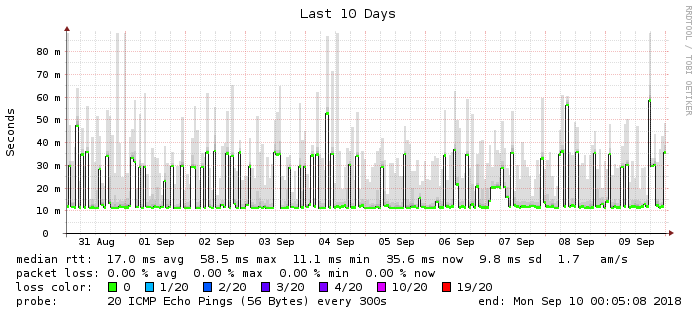 Last 10 Days
RRDTOOL / TOBI OETIKER
Seconds
80 m
70 m
60 m
50 m
40 m
30 m
20 m
10 m
0
31 Aug 01 Sep 02 Sep 03 Sep 04 Sep 05 Sep 06 Sep 07 Sep 08 Sep 09 Sep
median rtt: 17.0 ms avg 58.5 ms max 11.1 ms min 35.6 ms now 9.8 ms sd 1.7 am/s
packet loss: 0.00 % avg 0.00 % max 0.00 % min 0.00 % now
loss color: 0 1/20 2/20 3/20 4/20 10/20 19/20
probe: 20 ICMP Echo Pings (56 Bytes) every 300s end: Mon Sep 10 00:05:08 2018